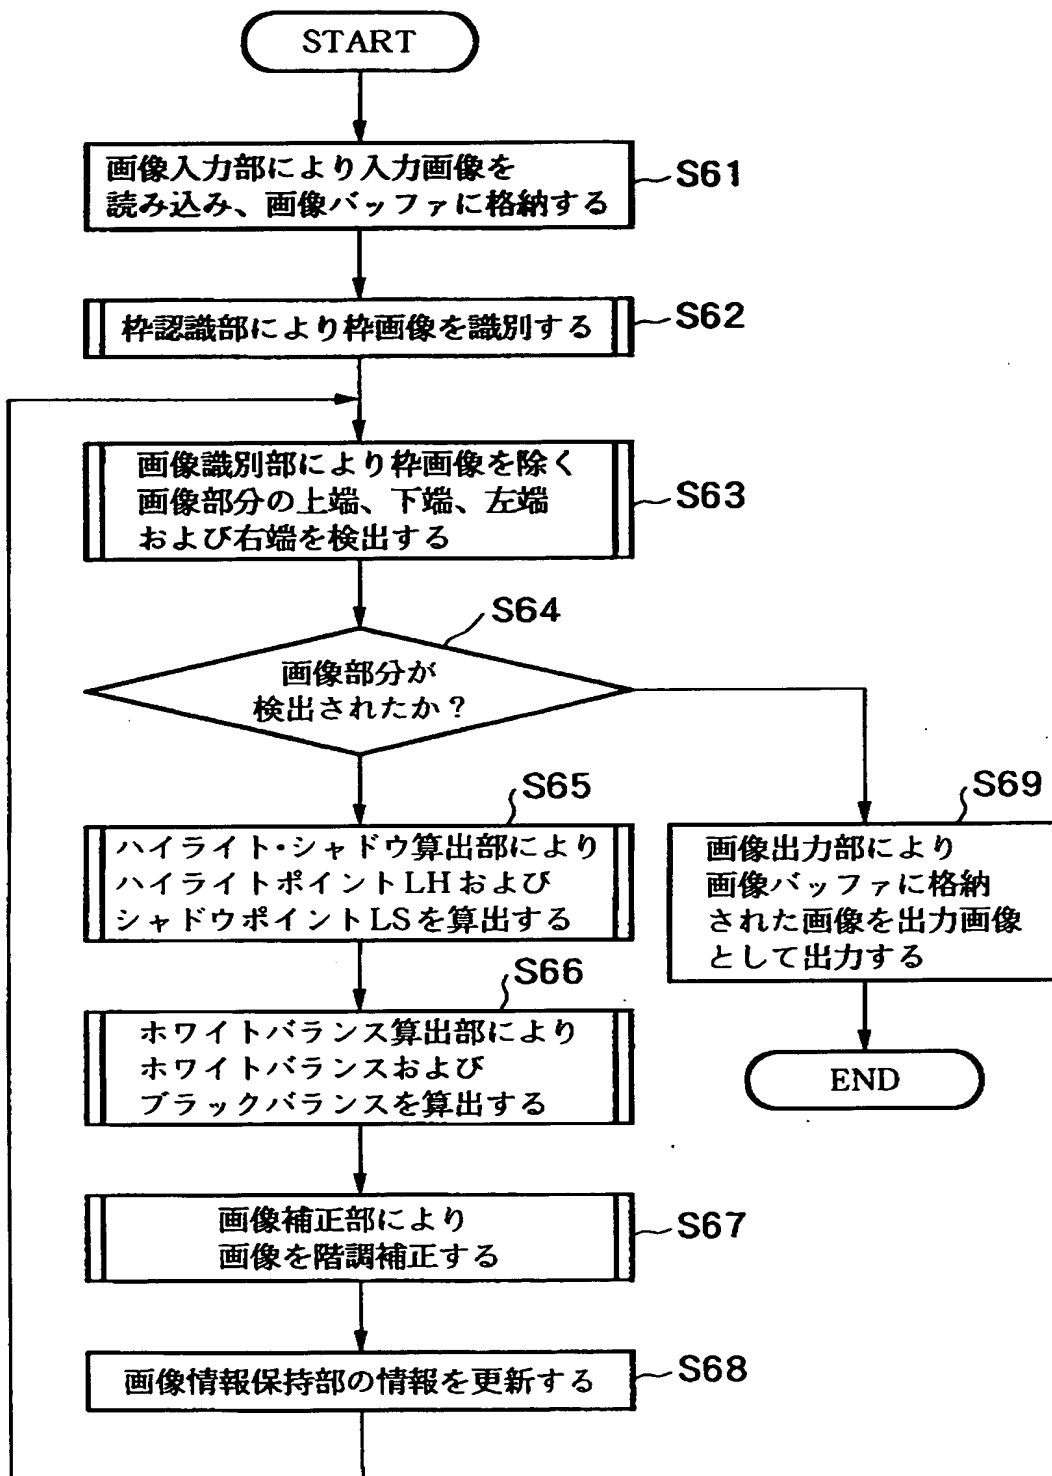 START
画像入力部により入力画像を
読み込み、画像バッファに格納する
S61
枠認識部により枠画像を識別する
S62
画像識別部により枠画像を除く
画像部分の上端、下端、左端
および右端を検出する
S63
S64
画像部分が
検出されたか?
S65
ハイライト・シャドウ算出部により
ハイライトポイントLHおよび
シャドウポイントLSを算出する
S69
画像出力部により
画像バッファに格納
された画像を出力画像
として出力する
S66
ホワイトバランス算出部により
ホワイトバランスおよび
ブラックバランスを算出する
END
画像補正部により
画像を階調補正する
S67
画像情報保持部の情報を更新する
S68